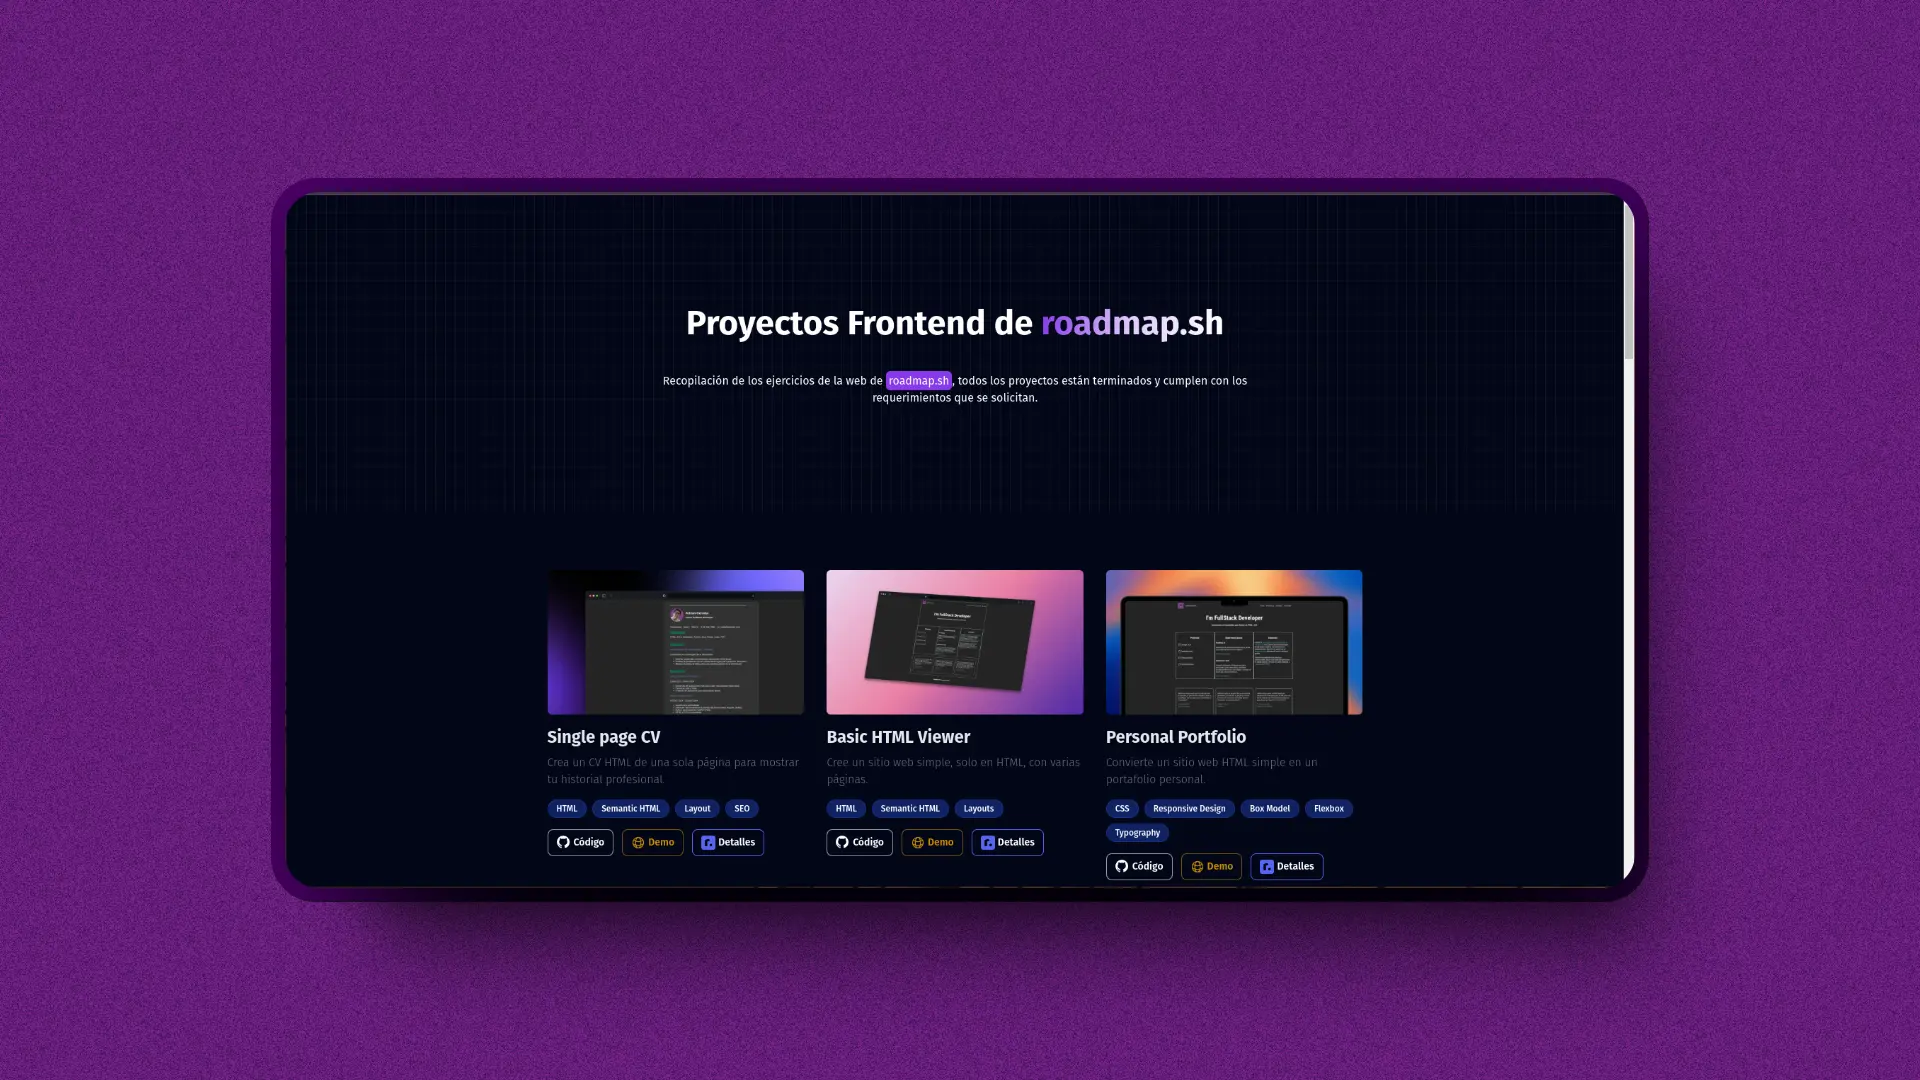 Proyectos Frontend de roadmap.sh
Recopilación de los ejercicios de la web de roadmap.sh, todos los proyectos están terminados y cumplen con los
requerimientos que se solicitan.
I'm FullStack Developer
I'm FullStack Developer
Single page CV
Crea un CV HTML de una sola página para mostrar
tu historial profesional.
HTML Semantic HTML Layout SEO
Código Demo Detalles
Basic HTML Viewer
Cree un sitio web simple, solo en HTML, con varias
páginas.
HTML Semantic HTML Layouts
Código Demo Detalles
Personal Portfolio
Convierte un sitio web HTML simple en un
portafolio personal.
CSS Responsive Design Box Model Flexbox
Typography
Código Demo Detalles